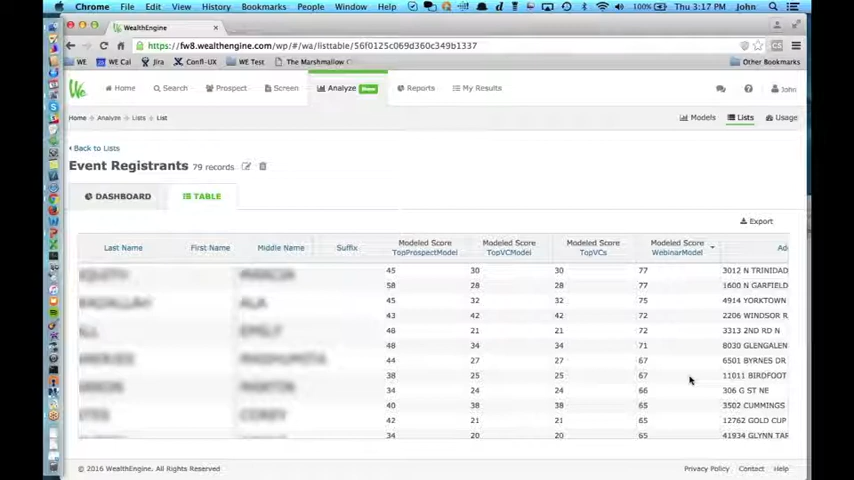 Chrome File Edit View History Bookmarks People Window Help 100% Thu 3:17 PM John
WealthEngine
https://fw8.wealthengine.com/wp/#/wa/listtable/56f0125c069d360c349b1337
WE WE Cal Jira Confl-UX WE Test The Marshmallow Other Bookmarks
We Home Search Prospect Screen Analyze Reports My Results John
Home Analyze Lists List Models Lists Usage
Back to Lists
Event Registrants 79 records
DASHBOARD TABLE
Export
Last Name First Name Middle Name Suffix Modeled Score TopProspectModel Modeled Score TopVCModel Modeled Score TopVCs Modeled Score WebinarModel Ad
45 30 30 77 3012 N TRINIDAD
58 28 28 77 1600 N GARFIELD
45 32 32 75 4914 YORKTOWN
43 42 42 72 2206 WINDSOR R
48 21 21 72 3313 2ND RD N
48 34 34 71 8030 GLENGALEN
44 27 27 67 6501 BYRNES DR
38 25 25 67 11011 BIRDFOOT
34 24 24 66 306 G ST NE
40 38 38 65 3502 CUMMINGS
42 21 21 65 12762 GOLD CUP
34 20 20 65 41934 GLYNN TAR
© 2016 WealthEngine. All Rights Reserved Privacy Policy Contact Help